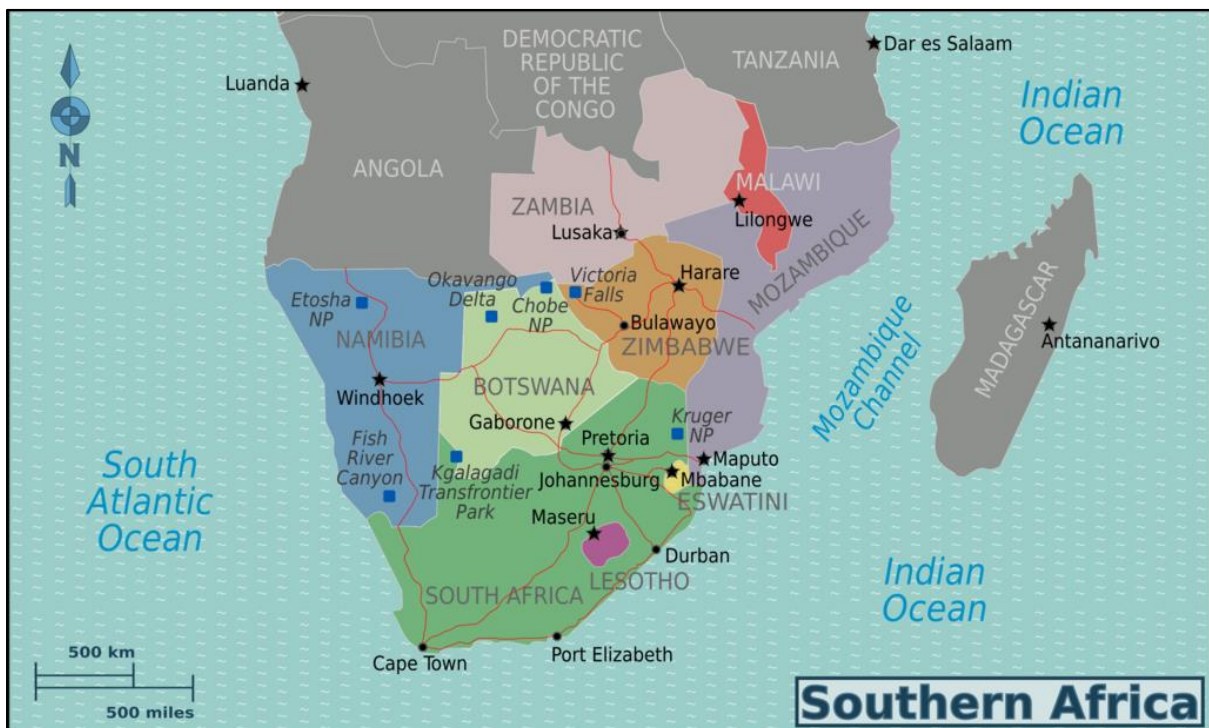 DEMOCRATIC
REPUBLIC
OF THE
CONGO
TANZANIA
Dar es Salaam
Luanda
Indian
Ocean
N
ANGOLA
MALAWI
ZAMBIA
Lilongwe
Lusaka
MOZAMBIQUE
Harare
Okavango
Delta
Victoria
Falls
Etosha
NP
Chobe
NP
Bulawayo
NAMIBIA
ZIMBABWE
MADAGASCAR
Antananarivo
Mozambique
Channel
BOTSWANA
Windhoek
Gaborone
Kruger
NP
Pretoria
Fish
River
Canyon
Kgalagadi
Transfrontier
Park
Maputo
Johannesburg
Mbabane
ESWATINI
South
Atlantic
Ocean
Maseru
Durban
LESOTHO
SOUTH AFRICA
Indian
Ocean
Port Elizabeth
Cape Town
500 km
500 miles
Southern Africa